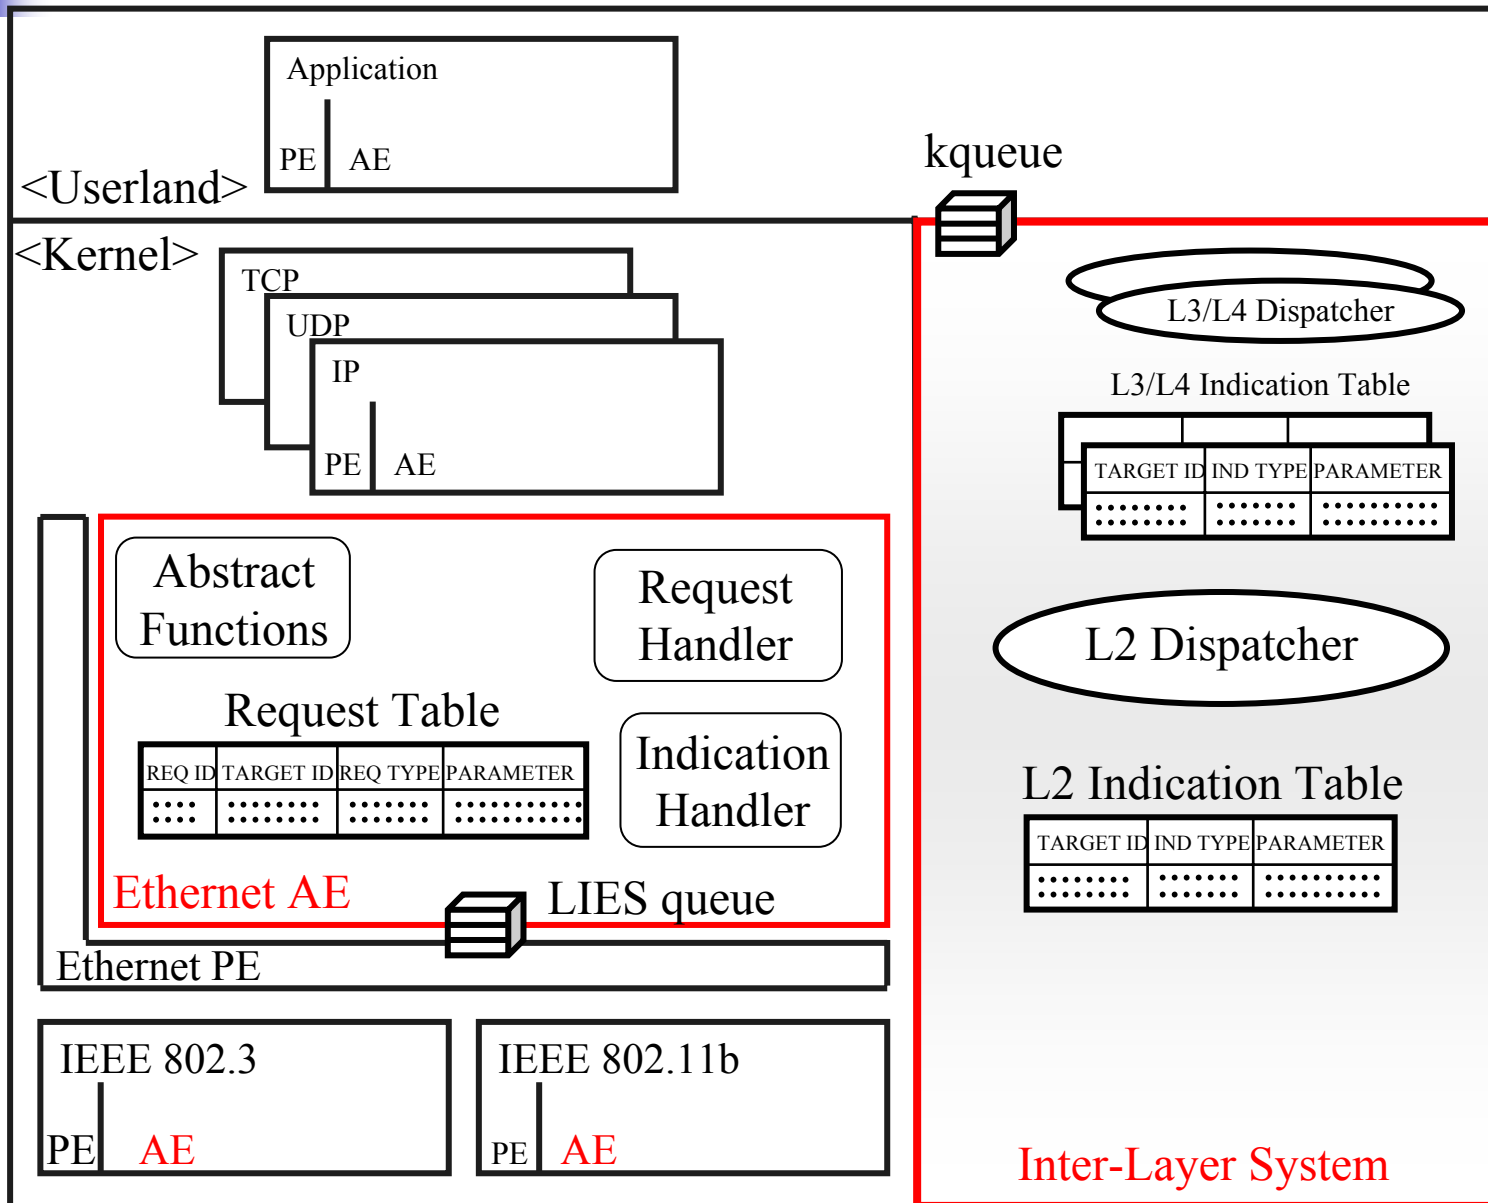 Application
PE AE
<Userland>
kqueue
<Kernel>
TCP
UDP
IP
PE AE
L3/L4 Dispatcher
L3/L4 Indication Table
TARGET ID IND TYPE PARAMETER
Abstract
Functions
Request
Handler
Request Table
REQ ID TARGET ID REQ TYPE PARAMETER
Indication
Handler
Ethernet AE
LIES queue
Ethernet PE
L2 Dispatcher
L2 Indication Table
TARGET ID IND TYPE PARAMETER
IEEE 802.3
PE AE
IEEE 802.11b
PE AE
Inter-Layer System